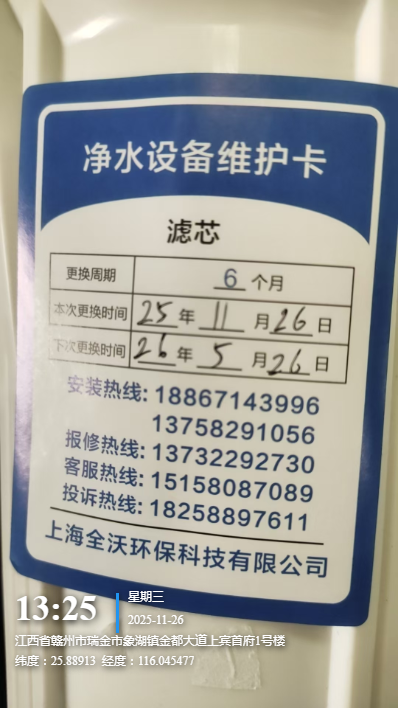 净水设备维护卡
滤芯
更换周期 6 个月
本次更换时间 25 年 11 月 26 日
下次更换时间 26 年 5 月 26 日
安装热线: 18867143996
13758291056
报修热线: 13732292730
客服热线: 15158087089
投诉热线: 18258897611
上海全沃环保科技有限公司
13:25
星期三
2025-11-26
江西省赣州市瑞金市象湖镇金都大道上宾首府1号楼
纬度：25.88913 经度：116.045477